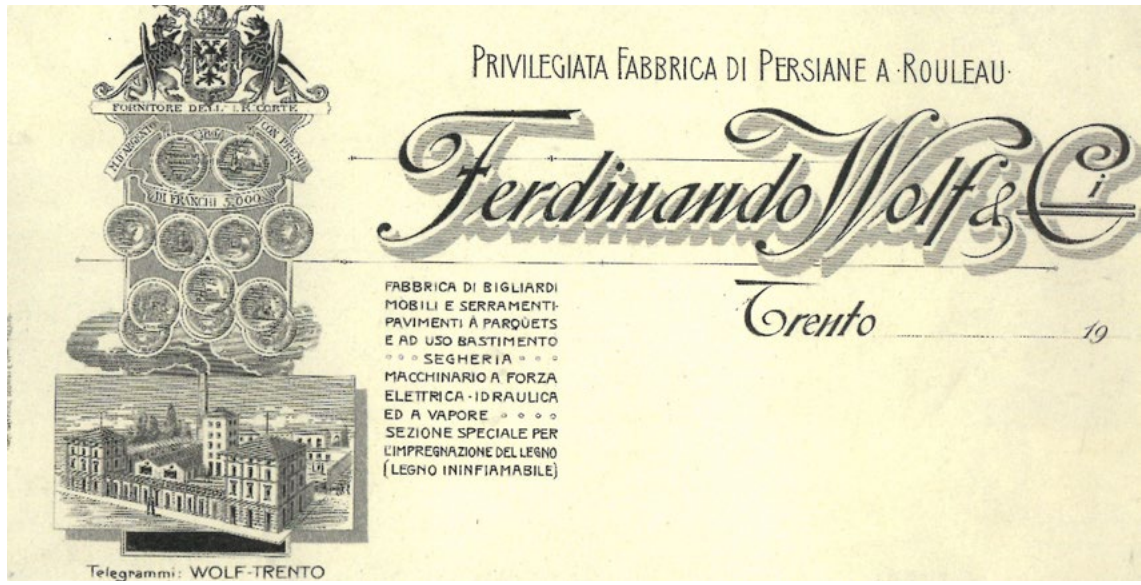 PRIVILEGIATA FABBRICA DI PERSIANE A ROULEAU
FORNITORE DELL' I.R. CORTE
M. D'ARGENTO
CON PREMIO
DI FRANCHI 5,000
Ferdinando Wolf & Ci
Trento 19
FABBRICA DI BIGLIARDI
MOBILI E SERRAMENTI-
PAVIMENTI À PARQUETS
E AD USO BASTIMENTO
SEGHERIA
MACCHINARIO A FORZA
ELETTRICA-IDRAULICA
ED A VAPORE
SEZIONE SPECIALE PER
L'IMPREGNAZIONE DEL LEGNO
(LEGNO ININFIAMABILE)
Telegrammi: WOLF-TRENTO